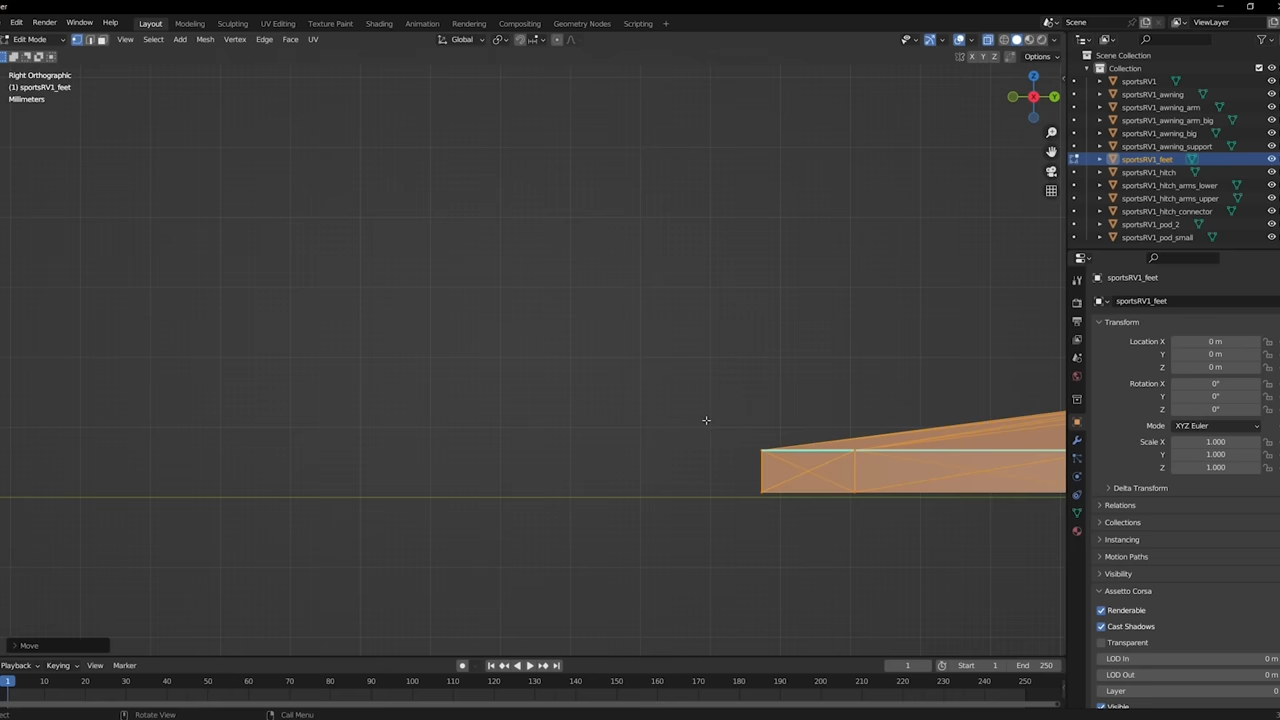 er
Edit Render Window Help Layout Modeling Sculpting UV Editing Texture Paint Shading Animation Rendering Compositing Geometry Nodes Scripting + Scene ViewLayer
Edit Mode View Select Add Mesh Vertex Edge Face UV Global
X Y Z Options
Right Orthographic
(1) sportsRV1_feet
Millimeters
Z
X
Y
Scene Collection
Collection
sportsRV1
sportsRV1_awning
sportsRV1_awning_arm
sportsRV1_awning_arm_big
sportsRV1_awning_big
sportsRV1_awning_support
sportsRV1_feet
sportsRV1_hitch
sportsRV1_hitch_arms_lower
sportsRV1_hitch_arms_upper
sportsRV1_hitch_connector
sportsRV1_pod_2
sportsRV1_pod_small
sportsRV1_feet
sportsRV1_feet
Transform
Location X 0 m
Y 0 m
Z 0 m
Rotation X 0°
Y 0°
Z 0°
Mode XYZ Euler
Scale X 1.000
Y 1.000
Z 1.000
Delta Transform
Relations
Collections
Instancing
Motion Paths
Visibility
Assetto Corsa
Renderable
Cast Shadows
Transparent
LOD In 0 m
LOD Out 0 m
Layer 0
Visible
Move
Playback Keying View Marker 1 Start 1 End 250
1 10 20 30 40 50 60 70 80 90 100 110 120 130 140 150 160 170 180 190 200 210 220 230 240 250
ect Rotate View Call Menu